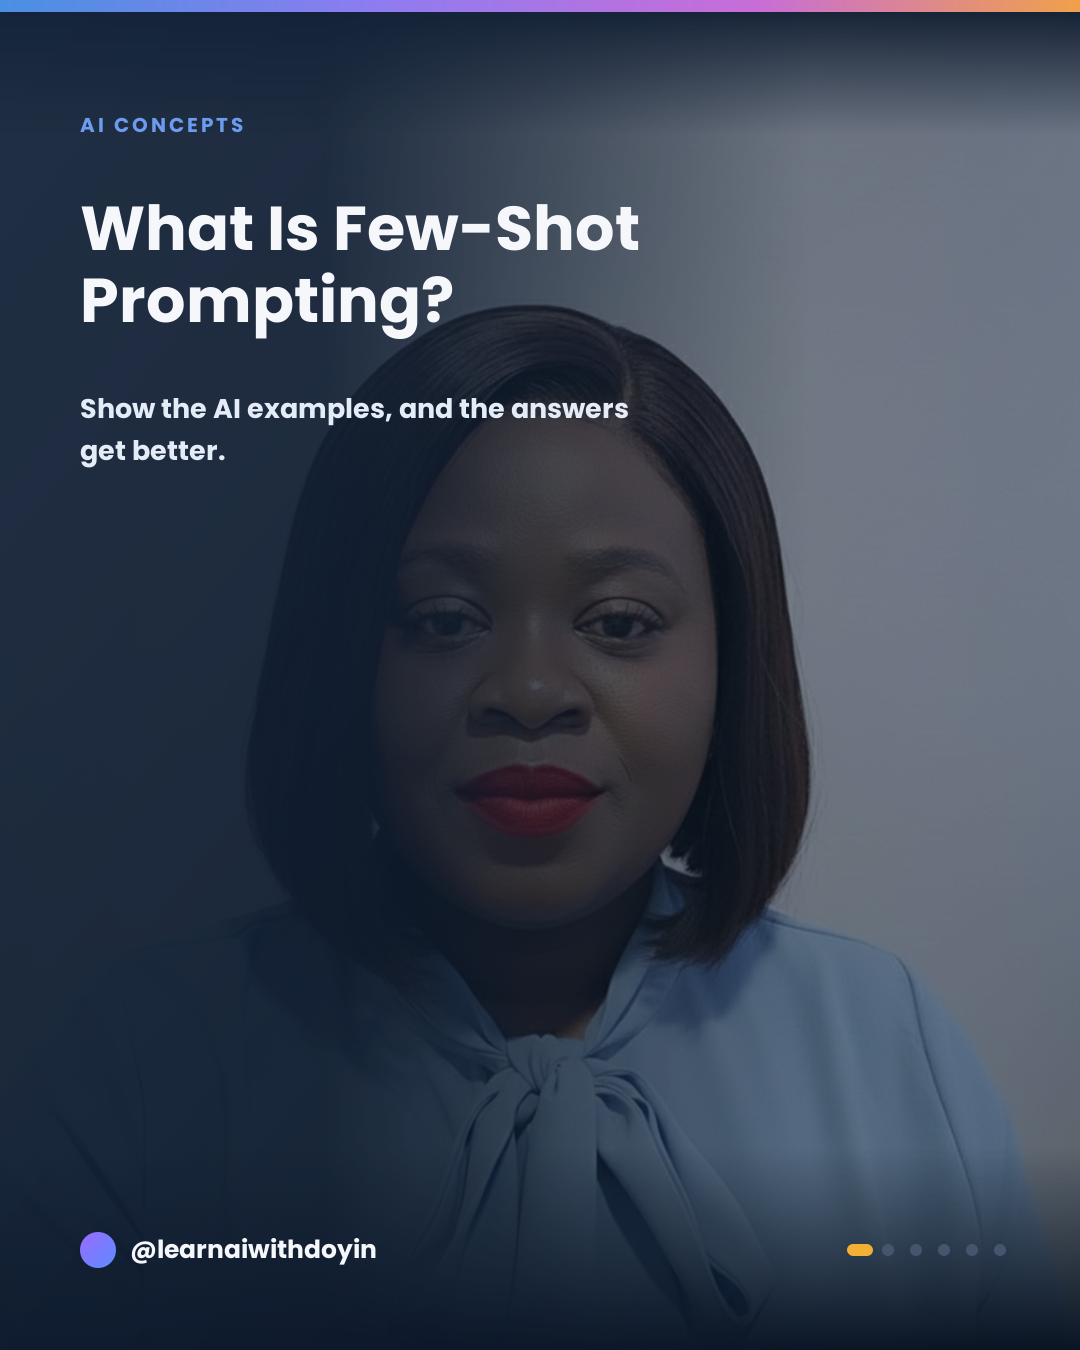 AI CONCEPTS
What Is Few-Shot
Prompting?
Show the AI examples, and the answers
get better.
@learnaiwithdoyin